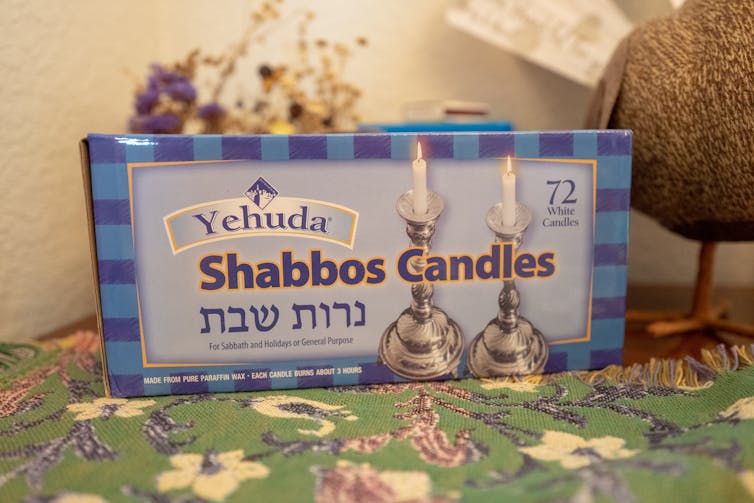 Yehuda®
Shabbos Candles
נרות שבת
For Sabbath and Holidays or General Purpose
72
White
Candles
MADE FROM PURE PARAFFIN WAX • EACH CANDLE BURNS ABOUT 3 HOURS